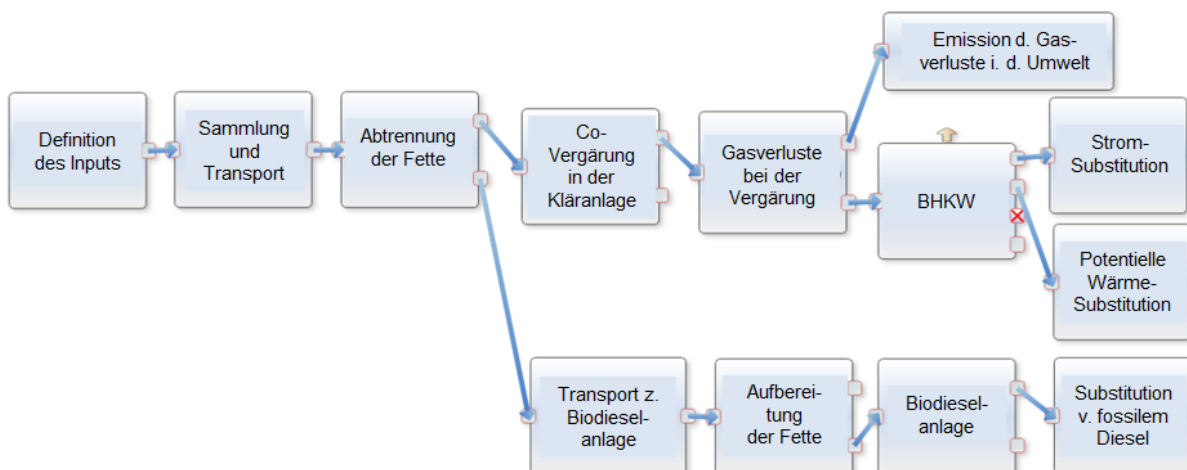 Definition
des Inputs
Sammlung
und
Transport
Abtrennung
der Fette
Co-
Vergärung
in der
Kläranlage
Gasverluste
bei der
Vergärung
Emission d. Gas-
verluste i. d. Umwelt
BHKW
Strom-
Substitution
Potentielle
Wärme-
Substitution
Transport z.
Biodiesel-
anlage
Aufberei-
tung
der Fette
Biodiesel-
anlage
Substitution
v. fossilem
Diesel